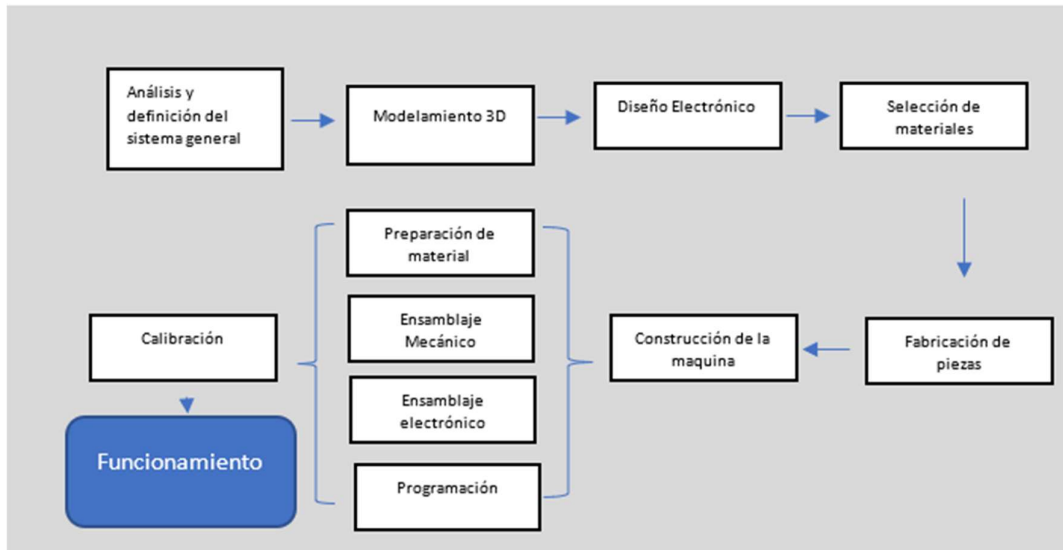 Análisis y
definición del
sistema general
Modelamiento 3D
Diseño Electrónico
Selección de
materiales
Fabricación de
piezas
Construcción de la
maquina
Preparación de
material
Ensamblaje
Mecánico
Ensamblaje
electrónico
Programación
Calibración
Funcionamiento